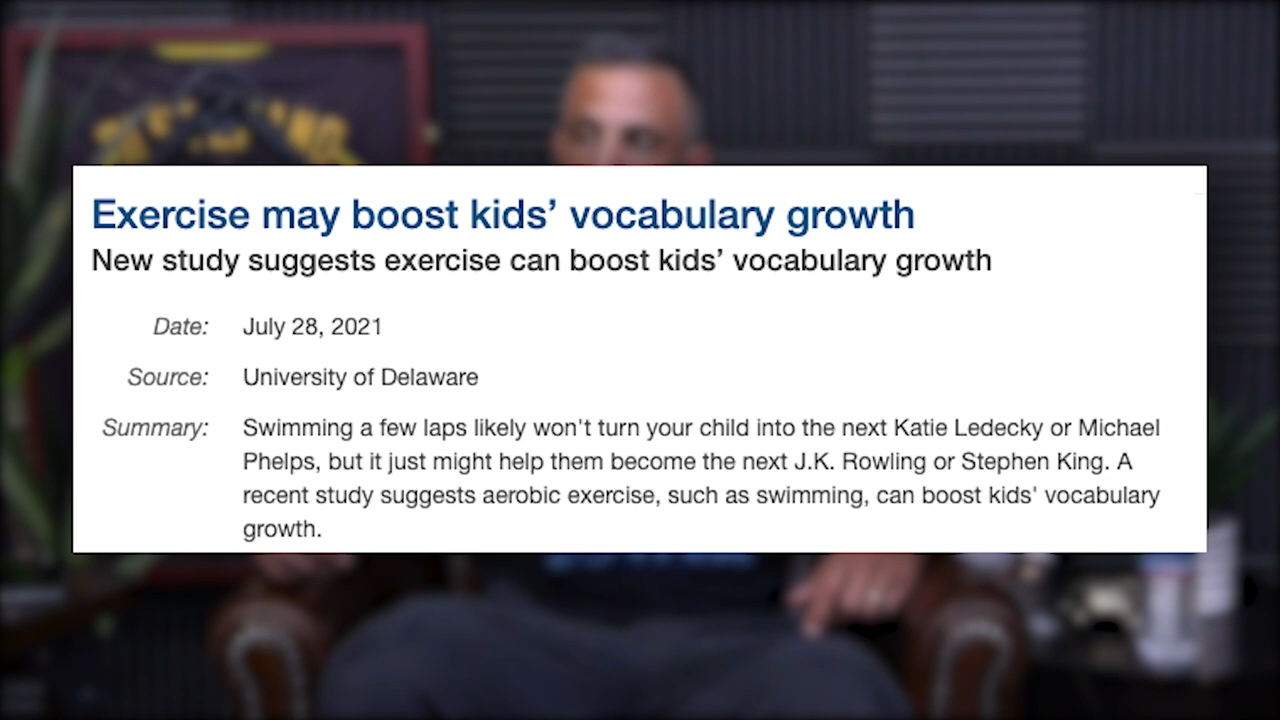 Exercise may boost kids’ vocabulary growth
New study suggests exercise can boost kids’ vocabulary growth
Date: July 28, 2021
Source: University of Delaware
Summary: Swimming a few laps likely won't turn your child into the next Katie Ledecky or Michael
Phelps, but it just might help them become the next J.K. Rowling or Stephen King. A
recent study suggests aerobic exercise, such as swimming, can boost kids' vocabulary
growth.